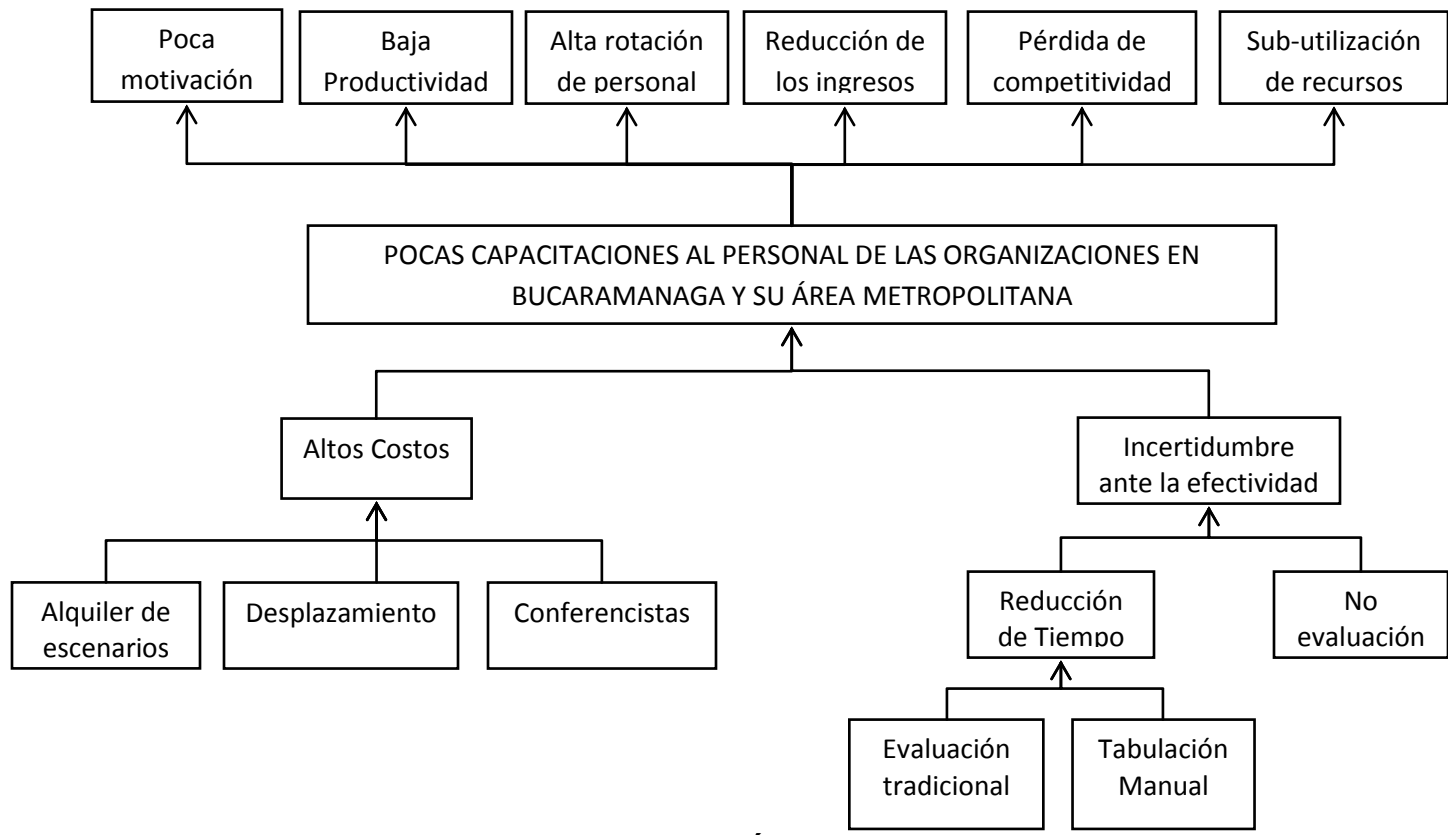 Poca
motivación
Baja
Productividad
Alta rotación
de personal
Reducción de
los ingresos
Pérdida de
competitividad
Sub-utilización
de recursos
POCAS CAPACITACIONES AL PERSONAL DE LAS ORGANIZACIONES EN
BUCARAMANAGA Y SU ÁREA METROPOLITANA
Altos Costos
Incertidumbre
ante la efectividad
Alquiler de
escenarios
Desplazamiento
Conferencistas
Reducción
de Tiempo
No
evaluación
Evaluación
tradicional
Tabulación
Manual